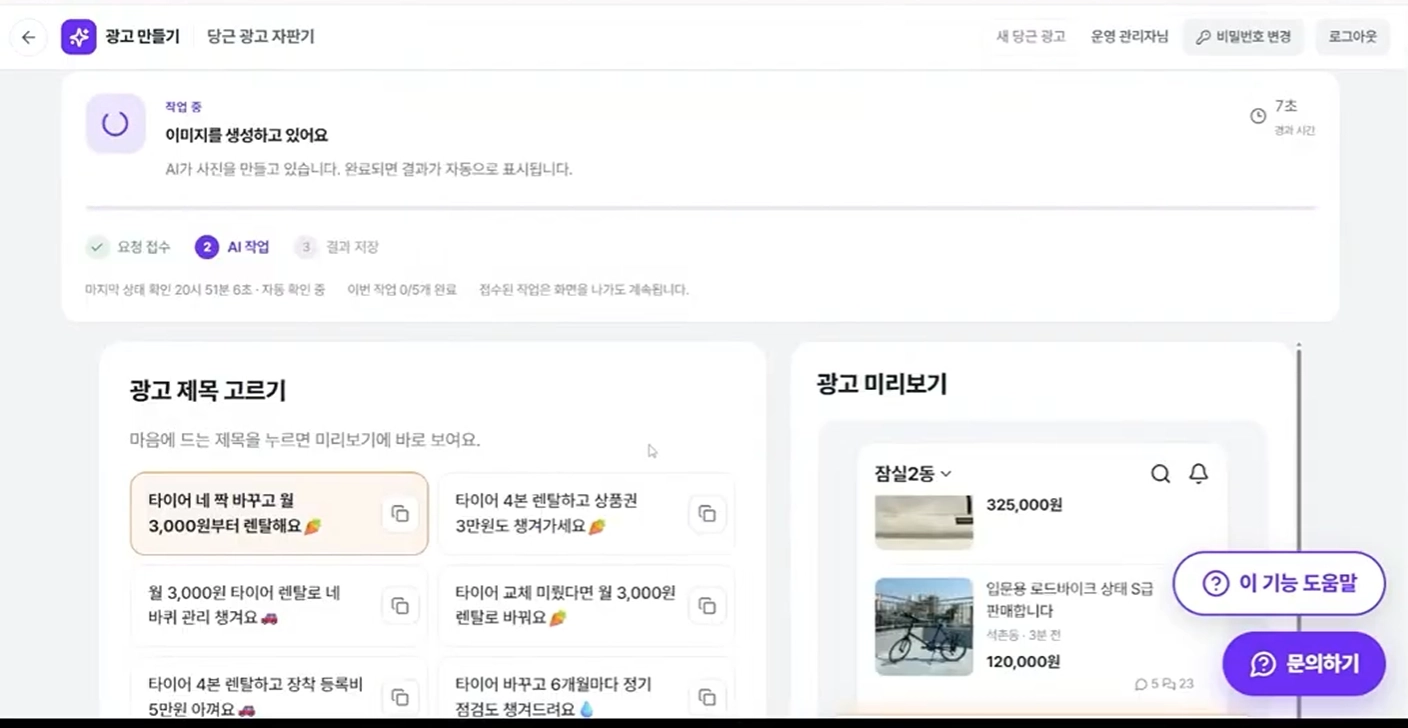 광고 만들기
당근 광고 자판기
새 당근 광고
운영 관리자님
비밀번호 변경
로그아웃
작업 중
이미지를 생성하고 있어요
AI가 사진을 만들고 있습니다. 완료되면 결과가 자동으로 표시됩니다.
7초
경과 시간
요청 접수
2 AI 작업
3 결과 저장
마지막 상태 확인 20시 51분 6초 · 자동 확인 중
이번 작업 0/5개 완료
접수된 작업은 화면을 나가도 계속됩니다.
광고 제목 고르기
마음에 드는 제목을 누르면 미리보기에 바로 보여요.
타이어 네 짝 바꾸고 월
3,000원부터 렌탈해요🥕
타이어 4본 렌탈하고 상품권
3만원도 챙겨가세요🥕
월 3,000원 타이어 렌탈로 네
바퀴 관리 챙겨요🚗
타이어 교체 미뤘다면 월 3,000원
렌탈로 바꿔요🥕
타이어 4본 렌탈하고 장착 등록비
5만원 아껴요🚗
타이어 바꾸고 6개월마다 정기
점검도 챙겨드려요💧
광고 미리보기
잠실2동
325,000원
입문용 로드바이크 상태 S급
판매합니다
석촌동 · 3분 전
120,000원
5 23
이 기능 도움말
문의하기